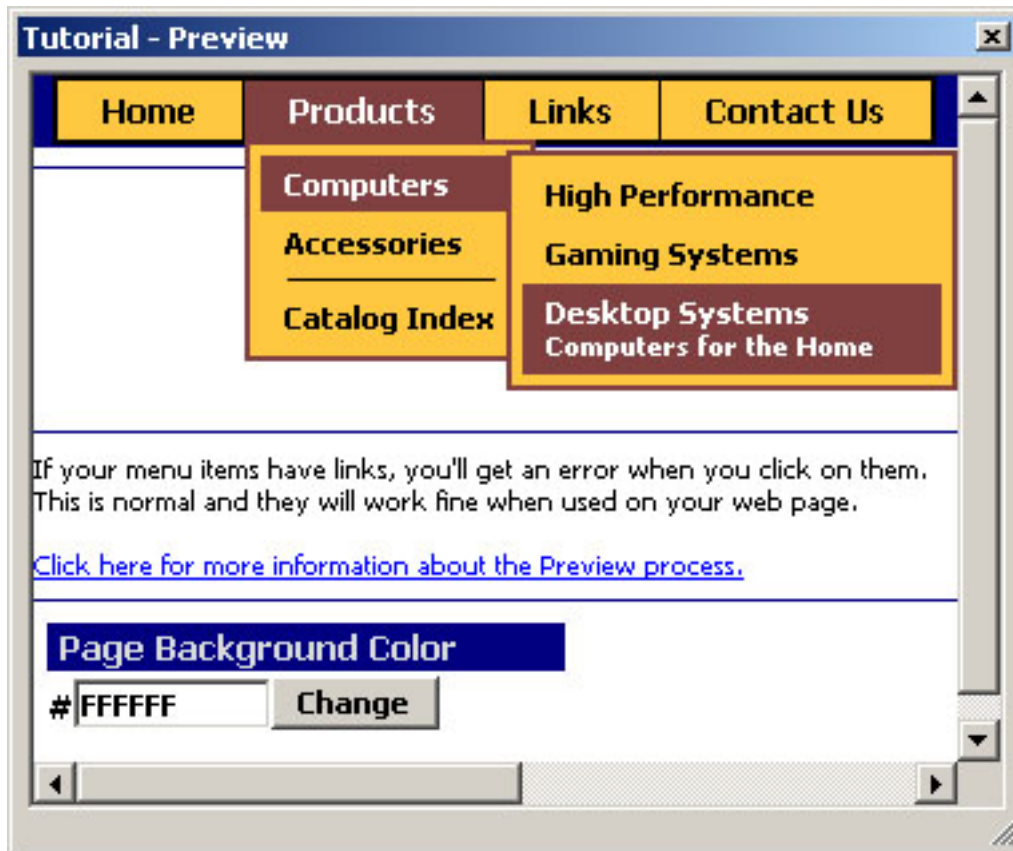 Tutorial - Preview
Home Products Links Contact Us
Computers
Accessories
Catalog Index
High Performance
Gaming Systems
Desktop Systems
Computers for the Home
If your menu items have links, you'll get an error when you click on them.
This is normal and they will work fine when used on your web page.
Click here for more information about the Preview process.
Page Background Color
#FFFFFF Change